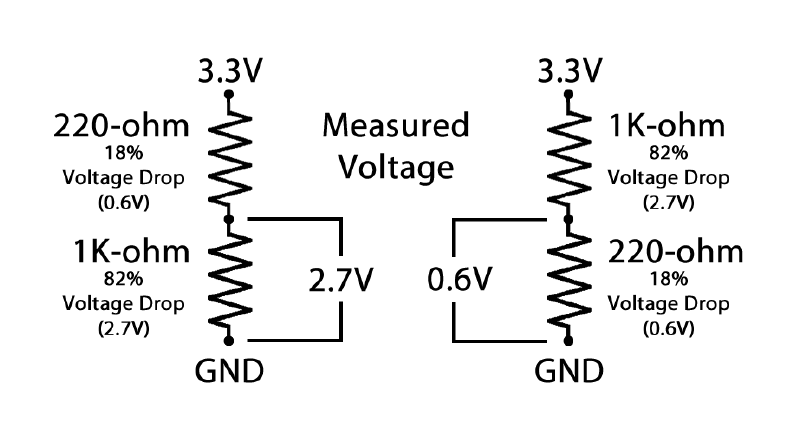 3.3V
220-ohm
18%
Voltage Drop
(0.6V)
1K-ohm
82%
Voltage Drop
(2.7V)
GND
Measured
Voltage
2.7V
0.6V
3.3V
1K-ohm
82%
Voltage Drop
(2.7V)
220-ohm
18%
Voltage Drop
(0.6V)
GND